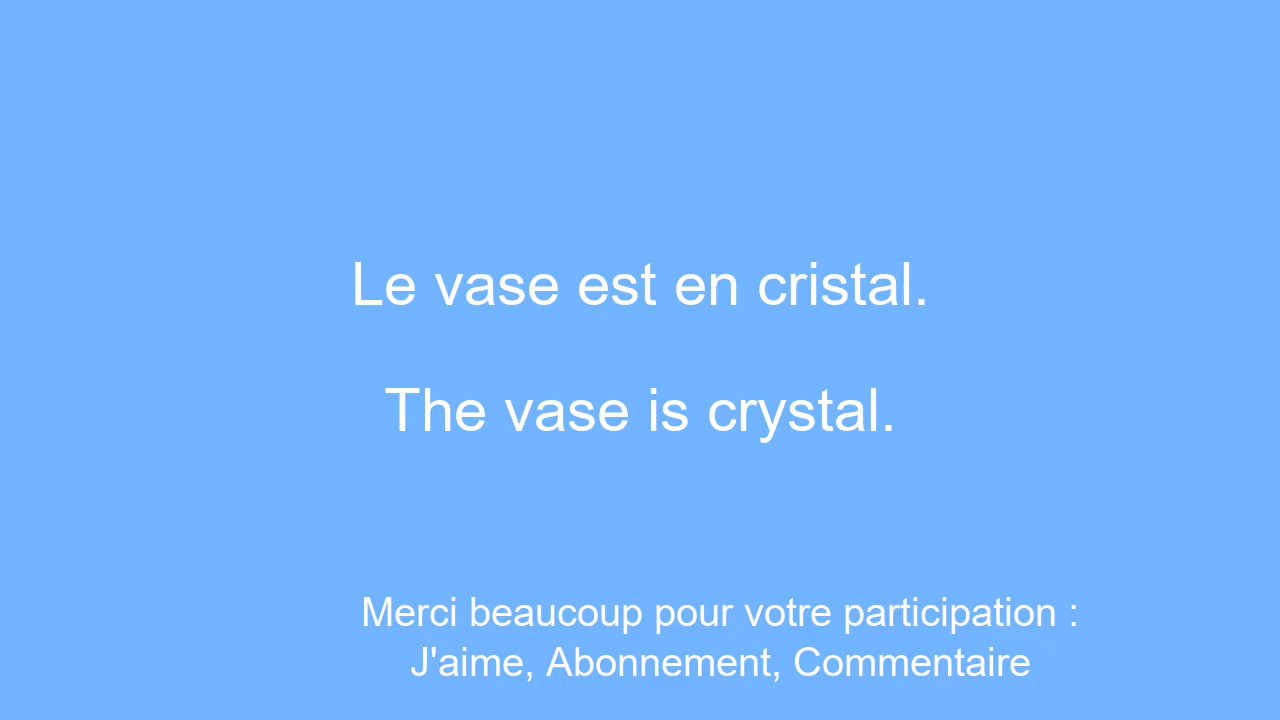 Le vase est en cristal.
The vase is crystal.
Merci beaucoup pour votre participation :
J'aime, Abonnement, Commentaire